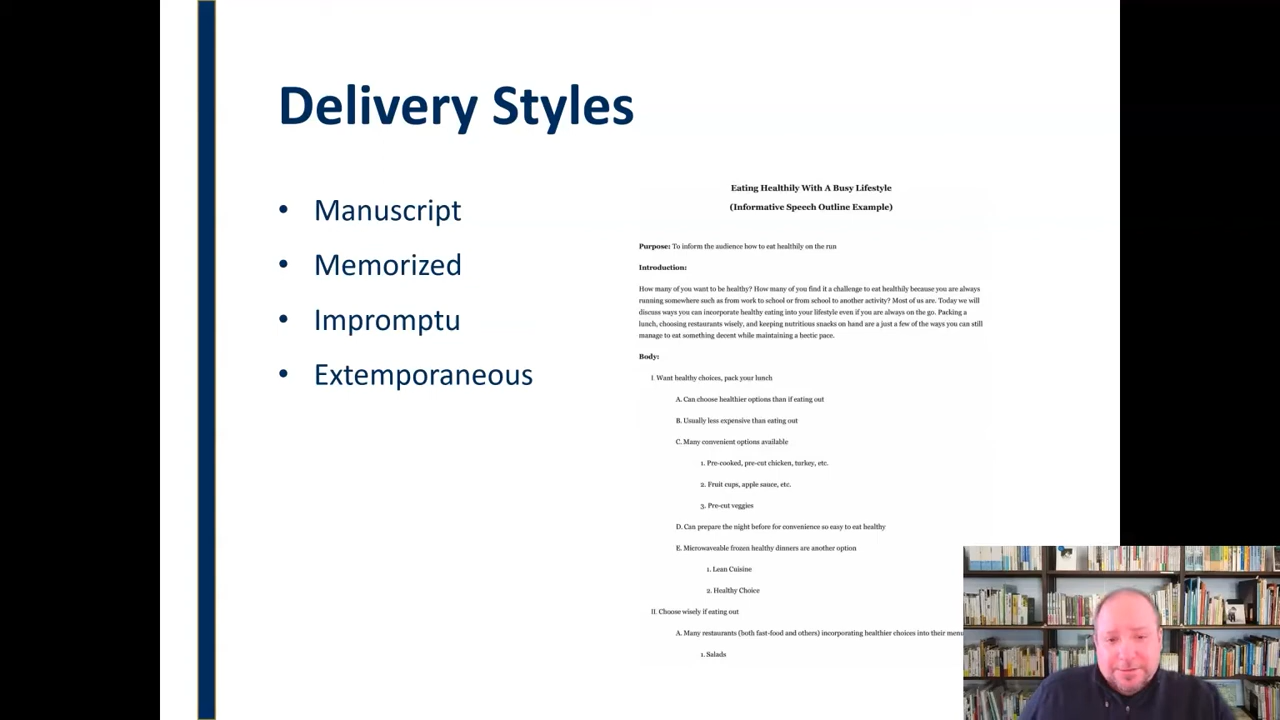 Delivery Styles
• Manuscript
• Memorized
• Impromptu
• Extemporaneous
Eating Healthily With A Busy Lifestyle
(Informative Speech Outline Example)
Purpose: To inform the audience how to eat healthily on the run
Introduction:
How many of you want to be healthy? How many of you find it a challenge to eat healthily because you are always
running somewhere such as from work to school or from school to another activity? Most of us are. Today we will
discuss ways you can incorporate healthy eating into your lifestyle even if you are always on the go. Packing a
lunch, choosing restaurants wisely, and keeping nutritious snacks on hand are a just a few of the ways you can still
manage to eat something decent while maintaining a hectic pace.
Body:
I. Want healthy choices, pack your lunch
A. Can choose healthier options than if eating out
B. Usually less expensive than eating out
C. Many convenient options available
1. Pre-cooked, pre-cut chicken, turkey, etc.
2. Fruit cups, apple sauce, etc.
3. Pre-cut veggies
D. Can prepare the night before for convenience so easy to eat healthy
E. Microwaveable frozen healthy dinners are another option
1. Lean Cuisine
2. Healthy Choice
II. Choose wisely if eating out
A. Many restaurants (both fast-food and others) incorporating healthier choices into their menu
1. Salads